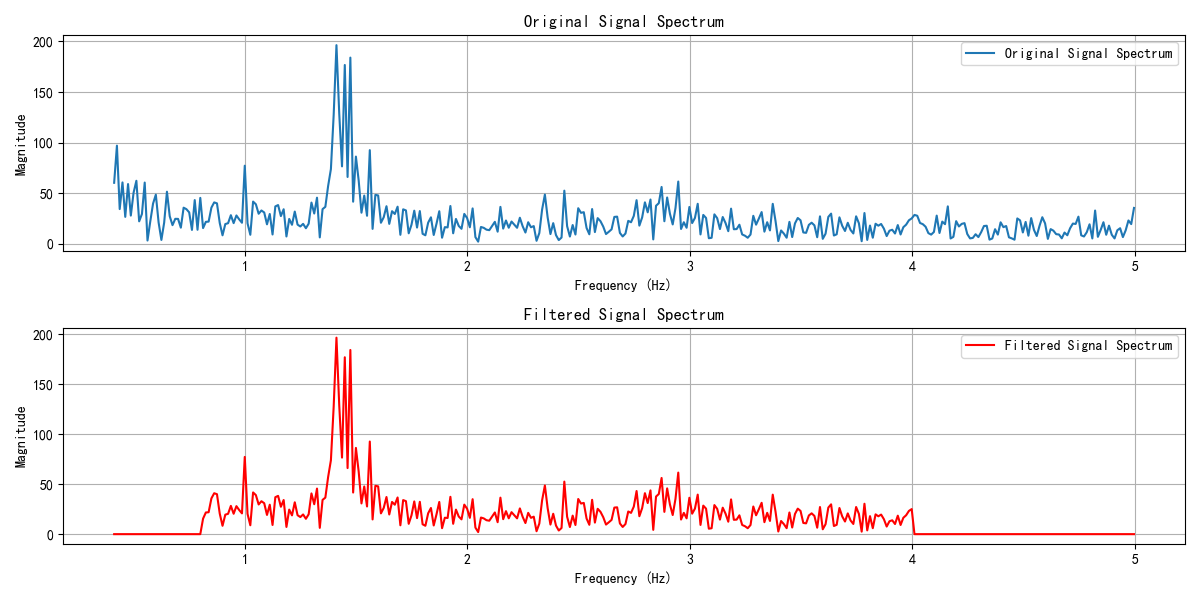 Original Signal Spectrum
200
150
100
50
0
Magnitude
Original Signal Spectrum
1 2 3 4 5
Frequency (Hz)
Filtered Signal Spectrum
200
150
100
50
0
Magnitude
Filtered Signal Spectrum
1 2 3 4 5
Frequency (Hz)